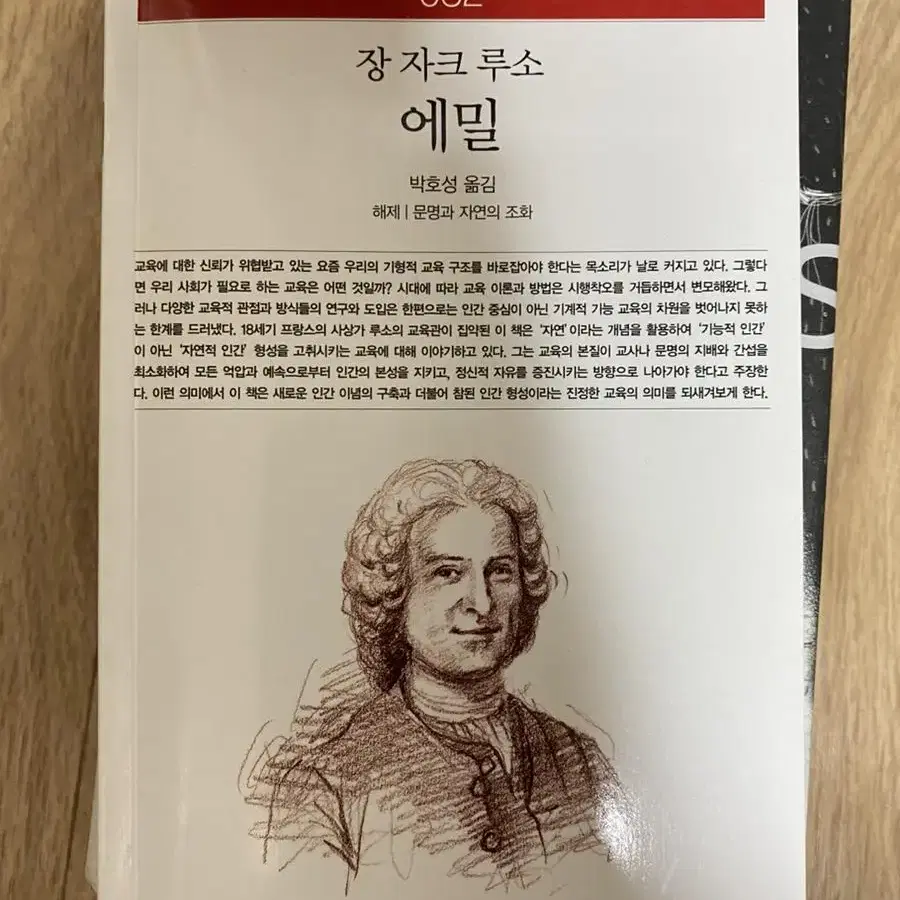 장 자크 루소
에밀
박호성 옮김
해제 | 문명과 자연의 조화
교육에 대한 신뢰가 위협받고 있는 요즘 우리의 기형적 교육 구조를 바로잡아야 한다는 목소리가 날로 커지고 있다. 그렇다
면 우리 사회가 필요로 하는 교육은 어떤 것일까? 시대에 따라 교육 이론과 방법은 시행착오를 거듭하면서 변모해왔다. 그
러나 다양한 교육적 관점과 방식들의 연구와 도입은 한편으로는 인간 중심이 아닌 기계적 기능 교육의 차원을 벗어나지 못하
는 한계를 드러냈다. 18세기 프랑스의 사상가 루소의 교육관이 집약된 이 책은 '자연'이라는 개념을 활용하여 '기능적 인간'
이 아닌 '자연적 인간' 형성을 고취시키는 교육에 대해 이야기하고 있다. 그는 교육의 본질이 교사나 문명의 지배와 간섭을
최소화하여 모든 억압과 예속으로부터 인간의 본성을 지키고, 정신적 자유를 증진시키는 방향으로 나아가야 한다고 주장한
다. 이런 의미에서 이 책은 새로운 인간 이념의 구축과 더불어 참된 인간 형성이라는 진정한 교육의 의미를 되새겨보게 한다.
S